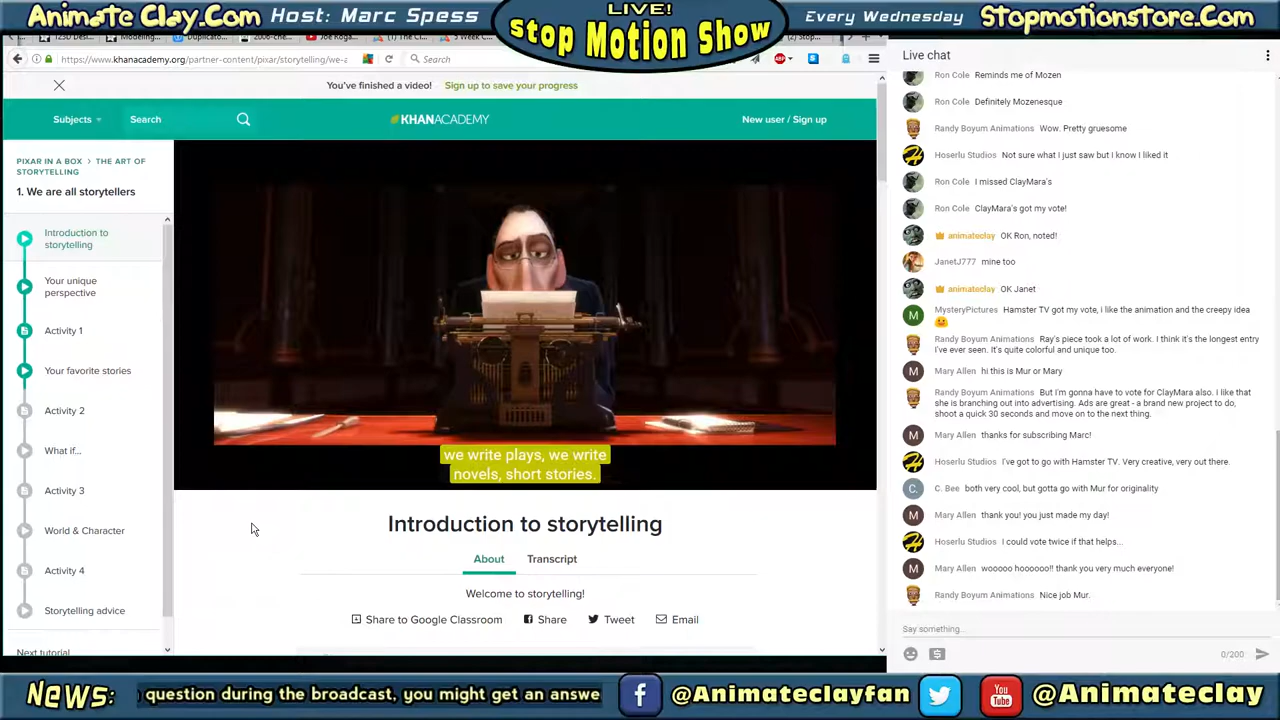 Animate Clay.Com Host: Marc Spess
LIVE!
Stop Motion Show
Every Wednesday Stopmotionstore.Com
https://www.khanacademy.org/partner-content/pixar/storytelling/we-a
Search
You've finished a video! Sign up to save your progress
Subjects
Search
KHANACADEMY
New user / Sign up
PIXAR IN A BOX > THE ART OF
STORYTELLING
1. We are all storytellers
Introduction to
storytelling
Your unique
perspective
Activity 1
Your favorite stories
Activity 2
What if...
Activity 3
World & Character
Activity 4
Storytelling advice
Next tutorial
we write plays, we write
novels, short stories.
Introduction to storytelling
About Transcript
Welcome to storytelling!
Share to Google Classroom Share Tweet Email
Live chat
Ron Cole Reminds me of Mozen
Ron Cole Definitely Mozenesque
Randy Boyum Animations Wow. Pretty gruesome
Hoserlu Studios Not sure what I just saw but I know I liked it
Ron Cole I missed ClayMara's
Ron Cole ClayMara's got my vote!
animateclay OK Ron, noted!
JanetJ777 mine too
animateclay OK Janet
MysteryPictures Hamster TV got my vote, i like the animation and the creepy idea
Randy Boyum Animations Ray's piece took a lot of work. I think it's the longest entry
I've ever seen. It's quite colorful and unique too.
Mary Allen hi this is Mur or Mary
Randy Boyum Animations But I'm gonna have to vote for ClayMara also. I like that
she is branching out into advertising. Ads are great - a brand new project to do,
shoot a quick 30 seconds and move on to the next thing.
Mary Allen thanks for subscribing Marc!
Hoserlu Studios I've got to go with Hamster TV. Very creative, very out there.
C. Bee both very cool, but gotta go with Mur for originality
Mary Allen thank you! you just made my day!
Hoserlu Studios I could vote twice if that helps...
Mary Allen wooooo hoooooo!! thank you very much everyone!
Randy Boyum Animations Nice job Mur.
Say something...
0/200
News: question during the broadcast, you might get an answe
@Animateclayfan
You Tube @Animateclay